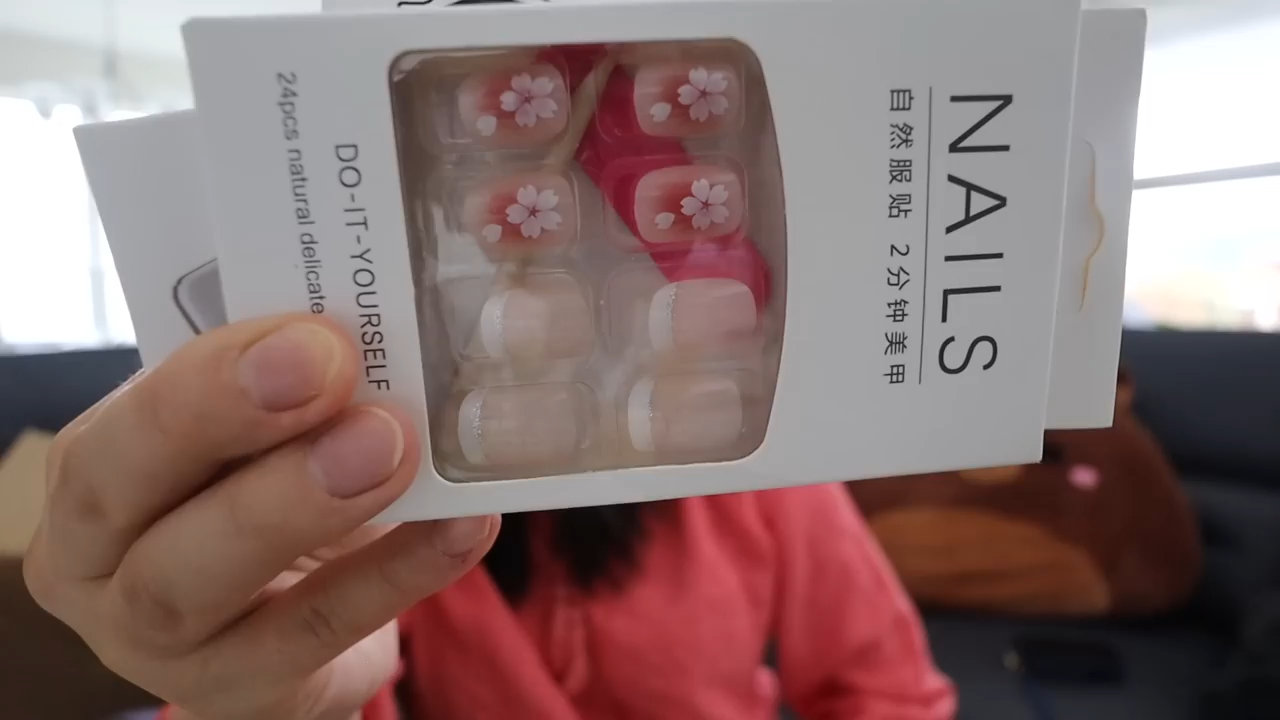 NAILS
自然服贴 2分钟美甲
DO-IT-YOURSELF
24pcs natural delicate